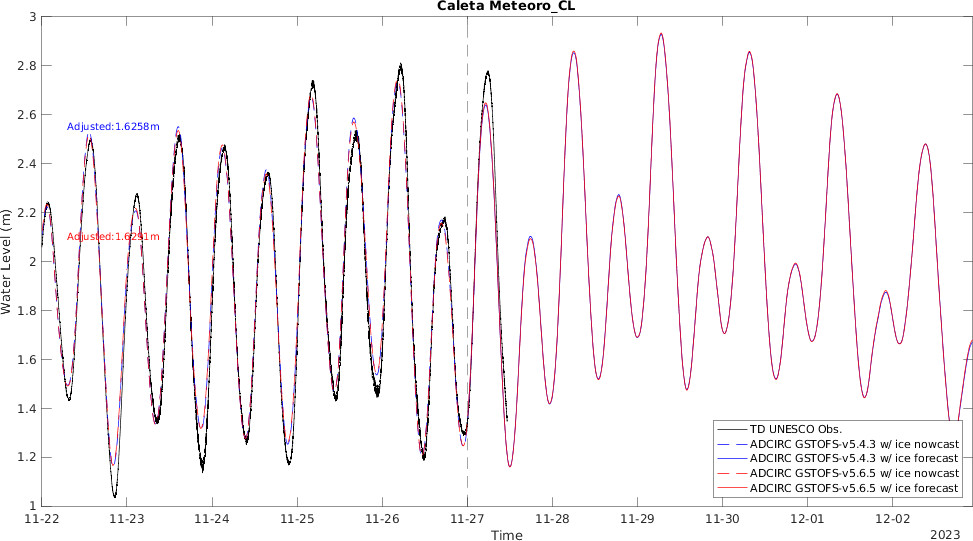 Caleta Meteoro_CL
3
2.8
2.6
2.4
2.2
2
1.8
1.6
1.4
1.2
1
Water Level (m)
Adjusted:1.6258m
Adjusted:1.6291m
TD UNESCO Obs.
ADCIRC GSTOFS-v5.4.3 w/ ice nowcast
ADCIRC GSTOFS-v5.4.3 w/ ice forecast
ADCIRC GSTOFS-v5.6.5 w/ ice nowcast
ADCIRC GSTOFS-v5.6.5 w/ ice forecast
11-22 11-23 11-24 11-25 11-26 11-27 11-28 11-29 11-30 12-01 12-02
Time
2023